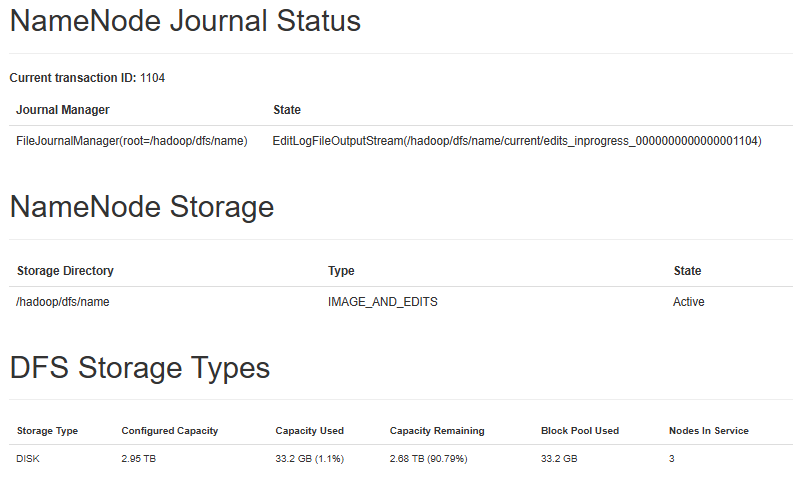 NameNode Journal Status
Current transaction ID: 1104
Journal Manager State
FileJournalManager(root=/hadoop/dfs/name) EditLogFileOutputStream(/hadoop/dfs/name/current/edits_inprogress_0000000000000001104)
NameNode Storage
Storage Directory Type State
/hadoop/dfs/name IMAGE_AND_EDITS Active
DFS Storage Types
Storage Type Configured Capacity Capacity Used Capacity Remaining Block Pool Used Nodes In Service
DISK 2.95 TB 33.2 GB (1.1%) 2.68 TB (90.79%) 33.2 GB 3